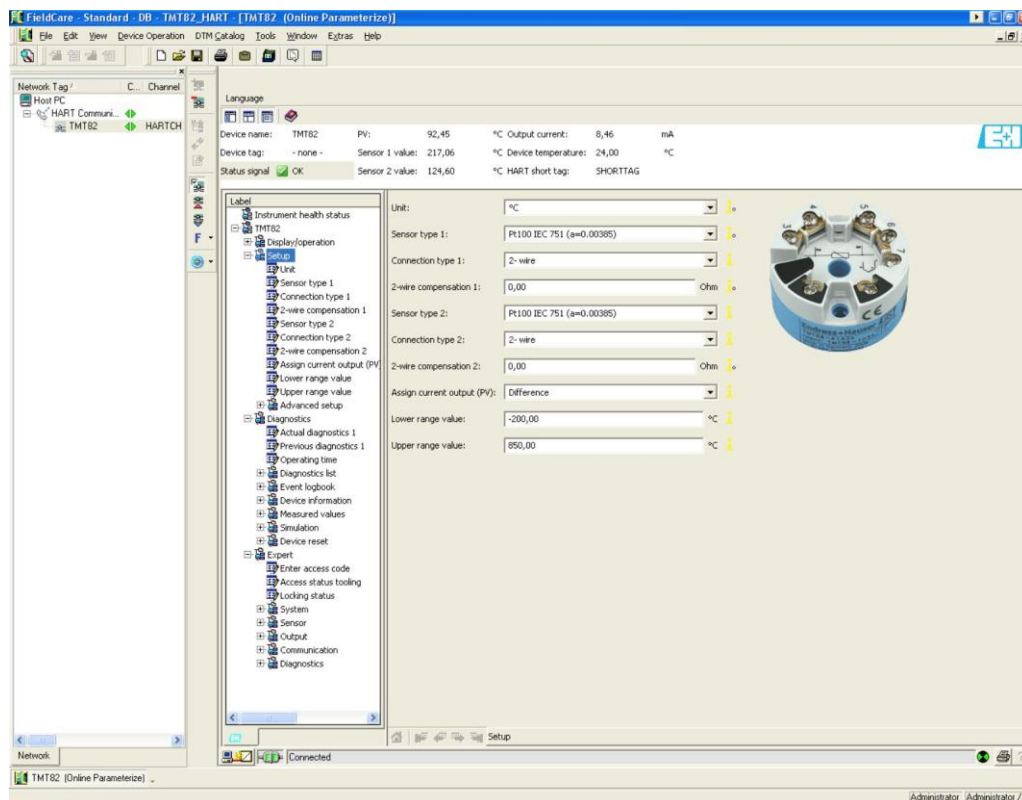 FieldCare - Standard - DB - TMT82_HART - [TMT82 (Online Parameterize)]
File Edit View Device Operation DTM Catalog Tools Window Extras Help
Network Tag C... Channel
Host PC
HART Communi...
TMT82 HARTCH
Language
Device name: TMT82 PV: 92,45 °C Output current: 8,46 mA
Device tag: - none - Sensor 1 value: 217,06 °C Device temperature: 24,00 °C
Status signal OK Sensor 2 value: 124,60 °C HART short tag: SHORTTAG
F
Label
Instrument health status
TMT82
Display/operation
Setup
Unit
Sensor type 1
Connection type 1
2-wire compensation 1
Sensor type 2
Connection type 2
2-wire compensation 2
Assign current output (PV
Lower range value
Upper range value
Advanced setup
Diagnostics
Actual diagnostics 1
Previous diagnostics 1
Operating time
Diagnostics list
Event logbook
Device information
Measured values
Simulation
Device reset
Expert
Enter access code
Access status tooling
Locking status
System
Sensor
Output
Communication
Diagnostics
Unit: °C
Sensor type 1: Pt100 IEC 751 (a=0.00385)
Connection type 1: 2- wire
2-wire compensation 1: 0,00 Ohm
Sensor type 2: Pt100 IEC 751 (a=0.00385)
Connection type 2: 2- wire
2-wire compensation 2: 0,00 Ohm
Assign current output (PV): Difference
Lower range value: -200,00 °C
Upper range value: 850,00 °C
3 4 5 6 7
CE
Endress+Hauser
Setup
Network
Connected
TMT82 (Online Parameterize)
Administrator Administrator /